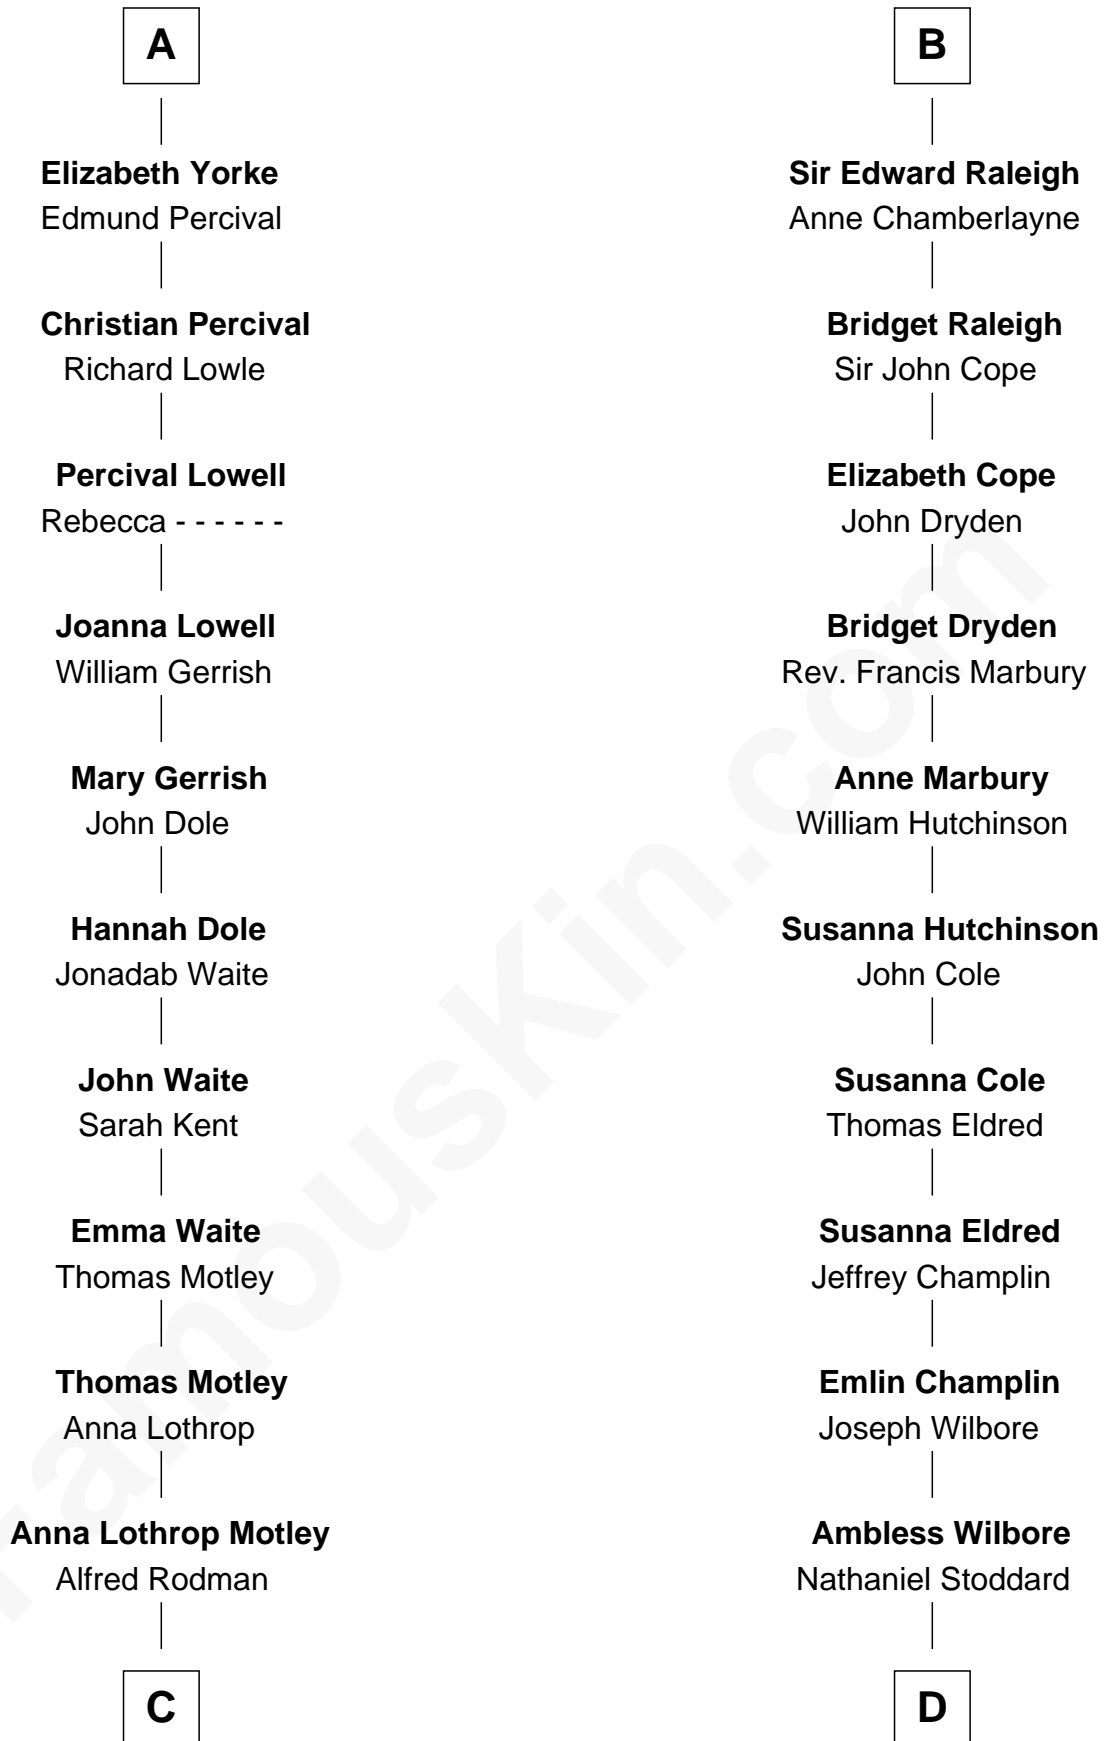 A
Elizabeth Yorke
Edmund Percival
Christian Percival
Richard Lowle
Percival Lowell
Rebecca - - - - - -
Joanna Lowell
William Gerrish
Mary Gerrish
John Dole
Hannah Dole
Jonadab Waite
John Waite
Sarah Kent
Emma Waite
Thomas Motley
Thomas Motley
Anna Lothrop
Anna Lothrop Motley
Alfred Rodman
C
B
Sir Edward Raleigh
Anne Chamberlayne
Bridget Raleigh
Sir John Cope
Elizabeth Cope
John Dryden
Bridget Dryden
Rev. Francis Marbury
Anne Marbury
William Hutchinson
Susanna Hutchinson
John Cole
Susanna Cole
Thomas Eldred
Susanna Eldred
Jeffrey Champlin
Emlin Champlin
Joseph Wilbore
Ambless Wilbore
Nathaniel Stoddard
D
FamousKin.com